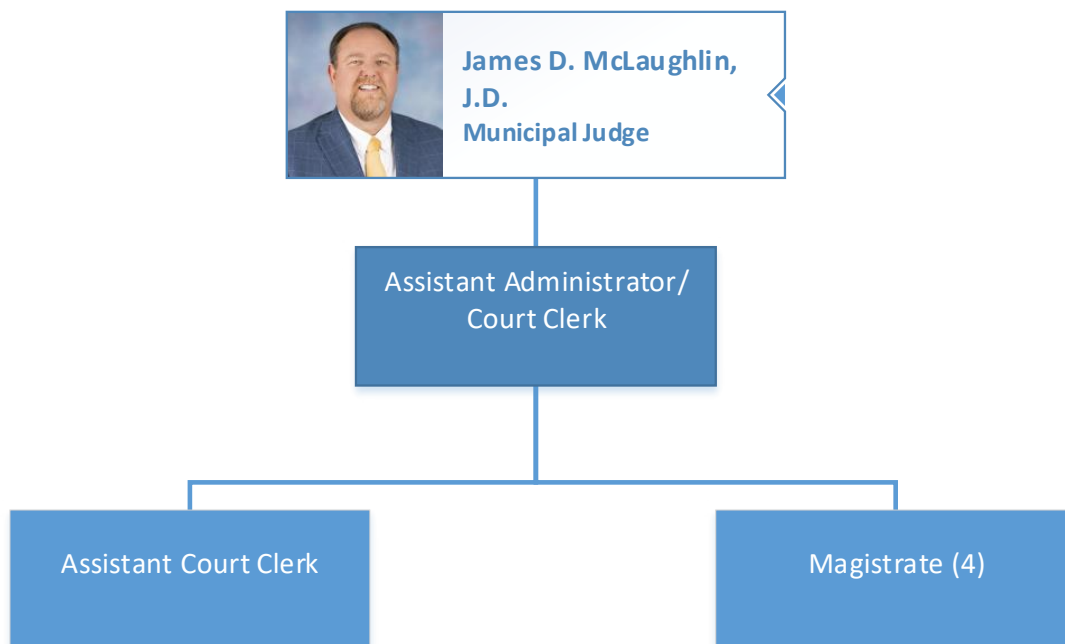 James D. McLaughlin,
J.D.
Municipal Judge
Assistant Administrator/
Court Clerk
Assistant Court Clerk
Magistrate (4)